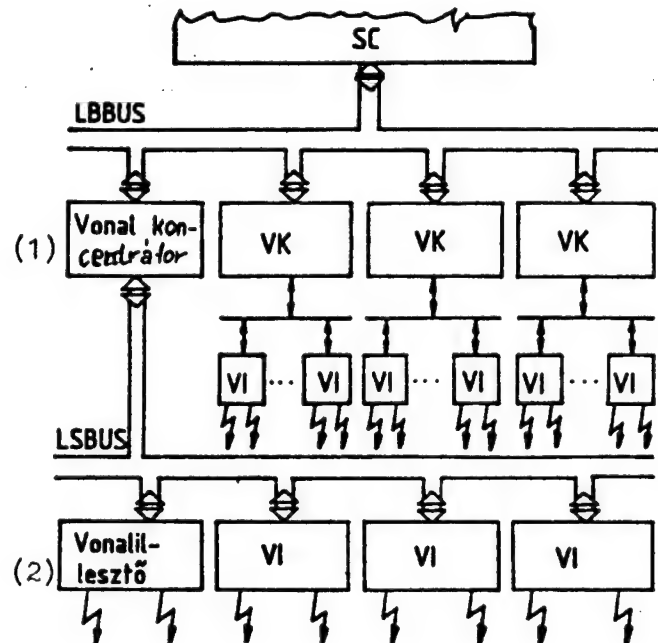 SC
LBBUS
(1) Vonal kon-
centrátor
VK VK VK
VI ... VI VI ... VI VI ... VI
LSBUS
(2) Vonalil-
lesztő
VI VI VI